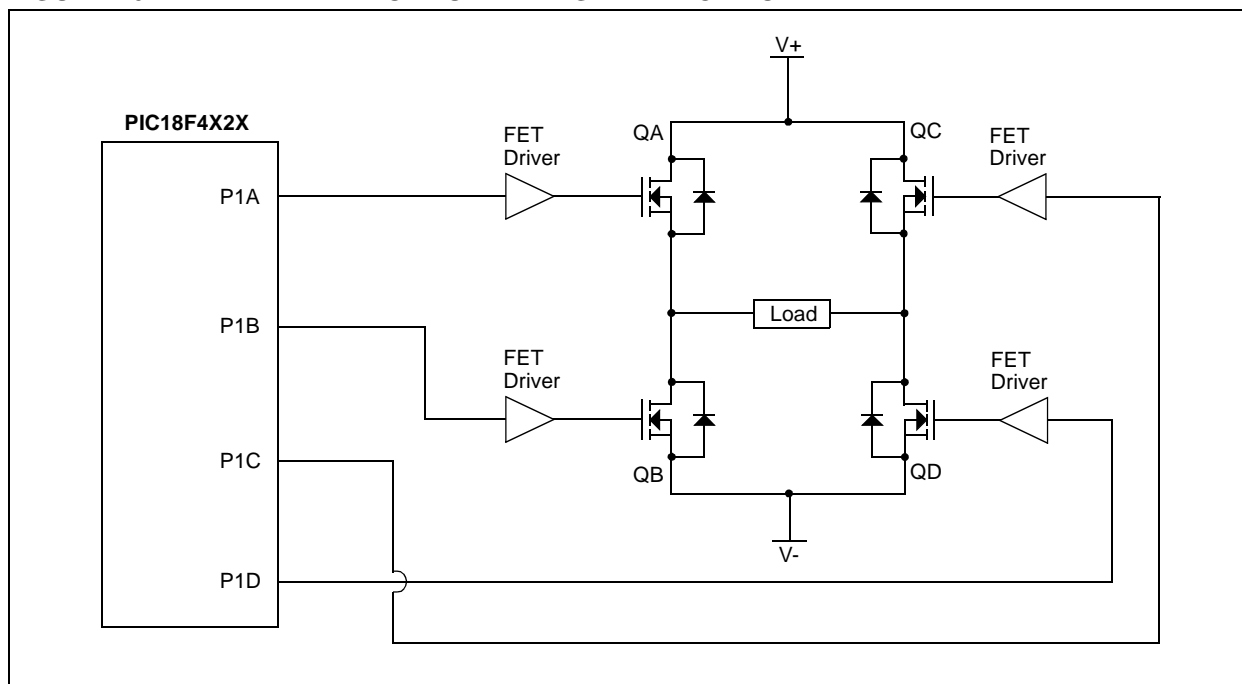 V+
PIC18F4X2X
FET
Driver
QA
QC
FET
Driver
P1A
Load
P1B
FET
Driver
FET
Driver
P1C
QB
QD
V-
P1D